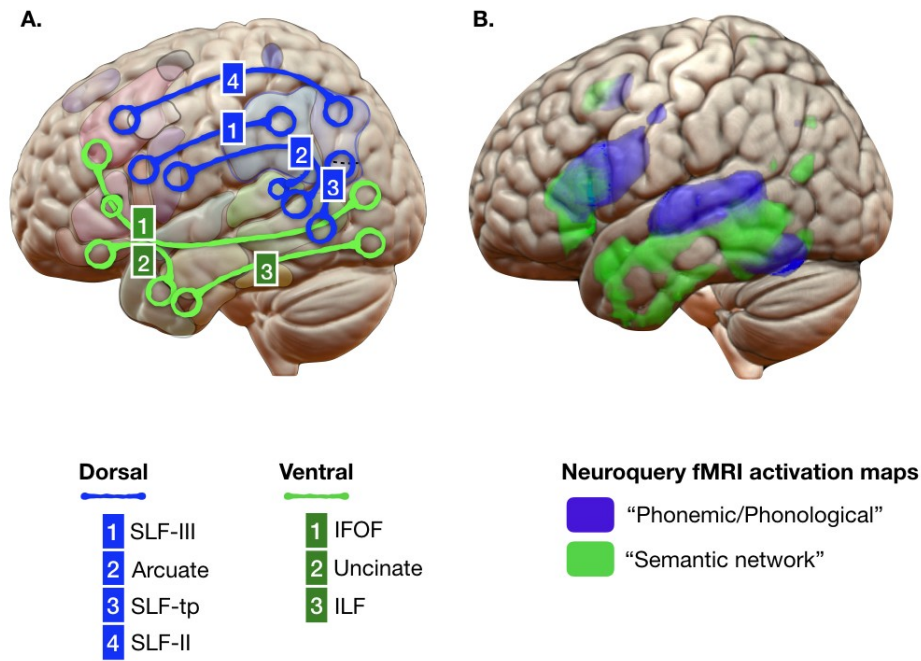 A.
B.
4
1
2
3
1
2
3
Dorsal
1 SLF-III
2 Arcuate
3 SLF-tp
4 SLF-II
Ventral
1 IFOF
2 Uncinate
3 ILF
Neuroquery fMRI activation maps
“Phonemic/Phonological”
“Semantic network”